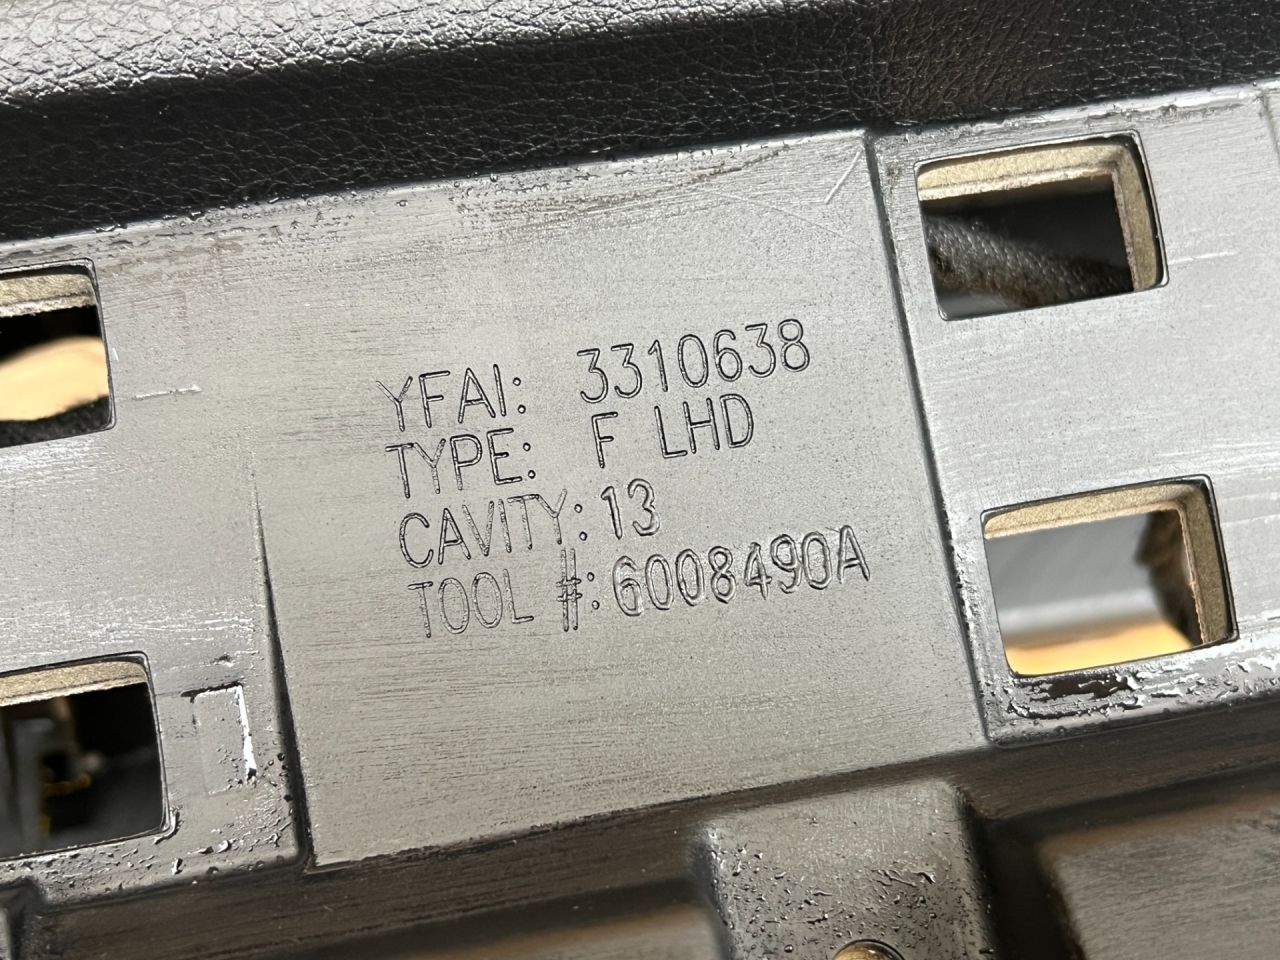 YFAI: 3310638
TYPE: F LHD
CAVITY: 13
TOOL #: 6008490A